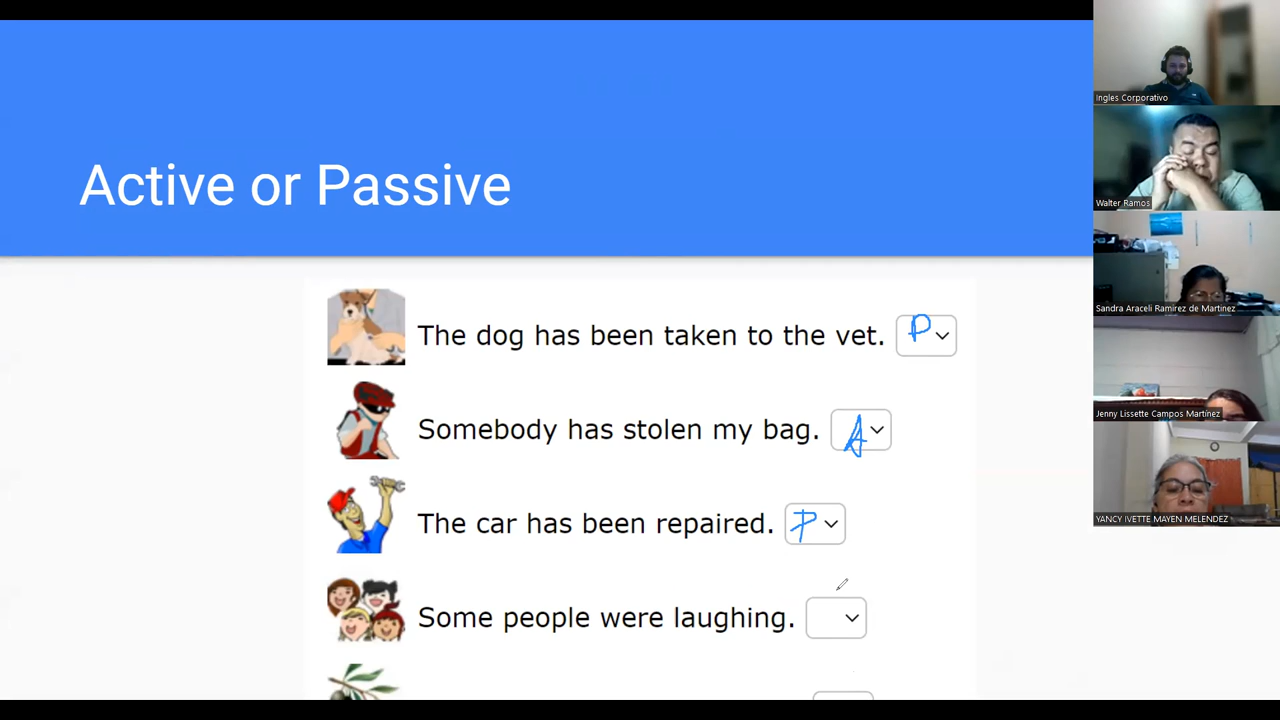 Active or Passive
The dog has been taken to the vet. P
Somebody has stolen my bag. A
The car has been repaired. P
Some people were laughing.
Ingles Corporativo
Walter Ramos
Sandra Araceli Ramírez de Martinez
Jenny Lissette Campos Martínez
YANCY IVETTE MAYEN MELENDEZ